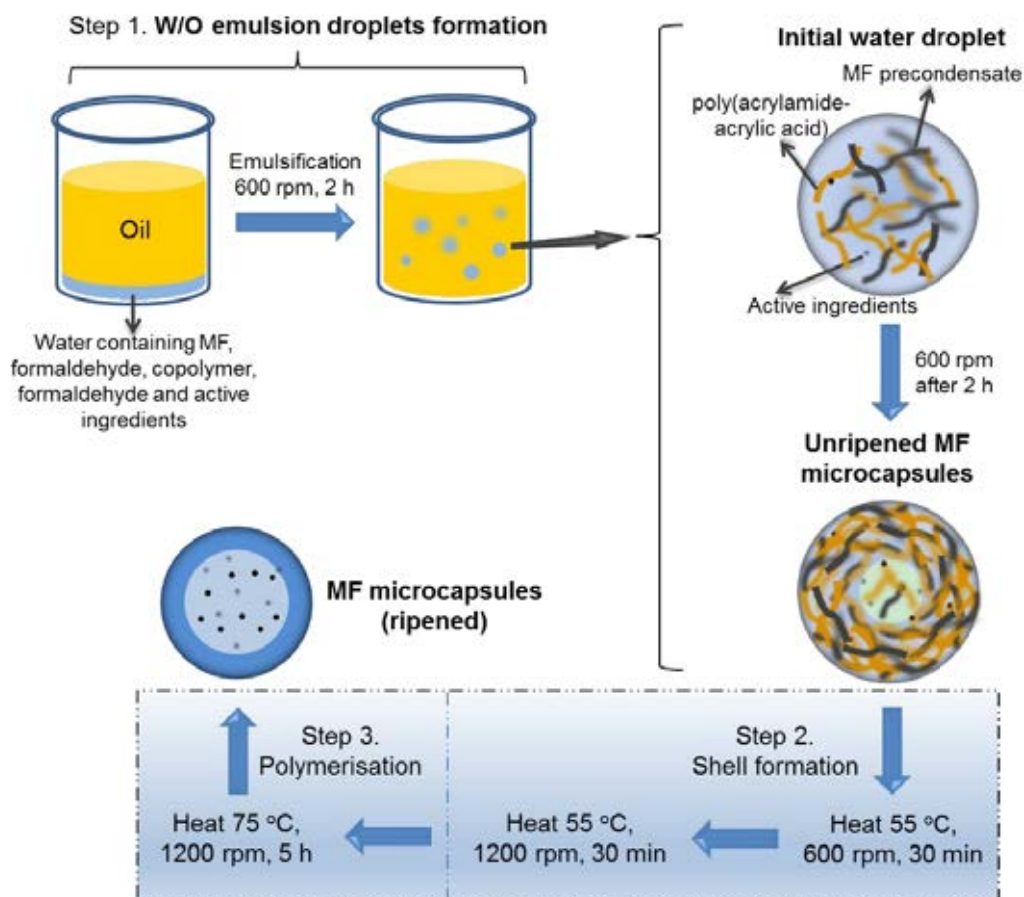 Step 1. W/O emulsion droplets formation
Oil
Emulsification
600 rpm, 2 h
Water containing MF,
formaldehyde, copolymer,
formaldehyde and active
ingredients
Initial water droplet
MF precondensate
poly(acrylamide-
acrylic acid)
Active ingredients
600 rpm
after 2 h
Unripened MF
microcapsules
MF microcapsules
(ripened)
Step 2.
Shell formation
Heat 55 °C,
600 rpm, 30 min
Heat 55 °C,
1200 rpm, 30 min
Step 3.
Polymerisation
Heat 75 °C,
1200 rpm, 5 h